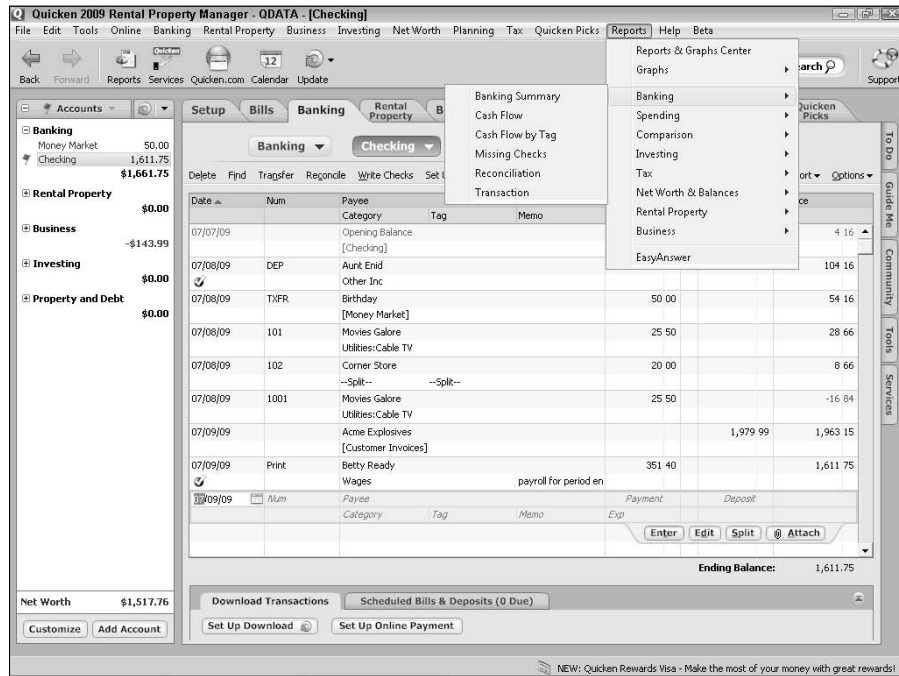 Quicken 2009 Rental Property Manager - QDATA - [Checking]
File Edit Tools Online Banking Rental Property Business Investing Net Worth Planning Tax Quicken Picks Reports Help Beta
Back Forward Reports Services Quicken.com Calendar Update
Quicken
12
arch
Support
Reports & Graphs Center
Graphs
Banking
Spending
Comparison
Investing
Tax
Net Worth & Balances
Rental Property
Business
EasyAnswer
Banking Summary
Cash Flow
Cash Flow by Tag
Missing Checks
Reconciliation
Transaction
Accounts
Setup Bills Banking Rental Property B
Quicken Picks
Banking Checking
Delete Find Transfer Reconcile Write Checks Set U
ort Options
Banking
Money Market 50.00
Checking 1,611.75
$1,661.75
Rental Property
$0.00
Business
-$143.99
Investing
$0.00
Property and Debt
$0.00
Date Num Payee ce
Category Tag Memo
07/07/09 Opening Balance 4 16
[Checking]
07/08/09 DEP Aunt Enid 104 16
Other Inc
07/08/09 TXFR Birthday 50 00 54 16
[Money Market]
07/08/09 101 Movies Galore 25 50 28 66
Utilities:Cable TV
07/08/09 102 Corner Store 20 00 8 66
--Split-- --Split--
07/08/09 1001 Movies Galore 25 50 -16 84
Utilities:Cable TV
07/09/09 Acme Explosives 1,979 99 1,963 15
[Customer Invoices]
07/09/09 Print Betty Ready 351 40 1,611 75
Wages payroll for period en
07/09/09 Num Payee Payment Deposit
Category Tag Memo Exp
Enter Edit Split Attach
Ending Balance: 1,611.75
Net Worth $1,517.76
Customize Add Account
Download Transactions Scheduled Bills & Deposits (0 Due)
Set Up Download Set Up Online Payment
To Do
Guide Me
Community
Tools
Services
NEW: Quicken Rewards Visa - Make the most of your money with great rewards!